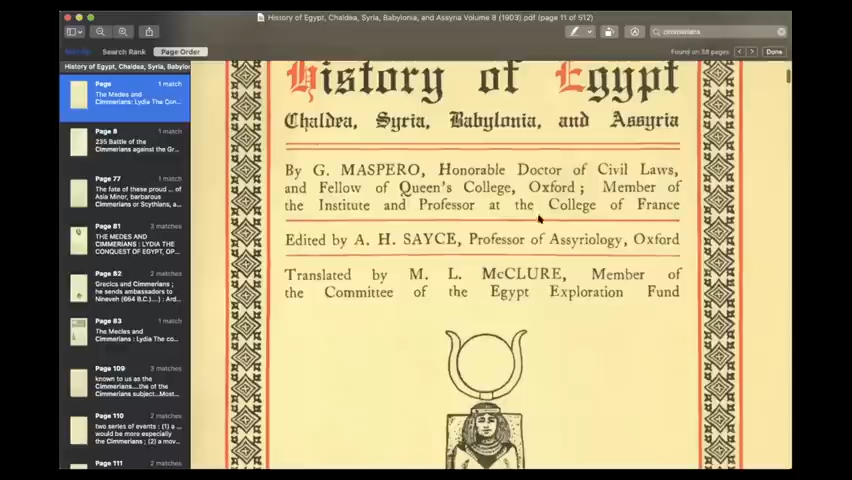 History of Egypt, Chaldea, Syria, Babylonia, and Assyria Volume 8 (1903).pdf (page 11 of 512)
cimmerians
Search Rank
Page Order
Found on 38 pages
Done
History of Egypt, Chaldea, Syria, Babylor
Page
1 match
The Medes and
Cimmerians: Lydia The Con...
Page 8
1 match
235 Battle of the
Cimmerians against the Gr...
Page 77
1 match
The fate of these proud ... of
Asia Minor, barbarous
Cimmerians or Scythians, a...
Page 81
3 matches
THE MEDES AND
CIMMERIANS : LYDIA THE
CONQUEST OF EGYPT, OP...
Page 82
2 matches
Grecics and Cimmerians
; he sends ambassadors to
Nineveh (664 B.C.)... ) : Ard...
Page 83
1 match
The Mecles and
Cimmerians : Lydia The co...
Page 109
3 matches
known to us as the
Cimmerians....the of the
Cimmerians subject...Most...
Page 110
2 matches
two series of events : (1) a ...
would be more especially
the Cimmerians ; (2) a mov...
Page 111
2 matches
History of Egypt
Chaldea, Syria, Babylonia, and Assyria
By G. MASPERO, Honorable Doctor of Civil Laws,
and Fellow of Queen's College, Oxford ; Member of
the Institute and Professor at the College of France
Edited by A. H. SAYCE, Professor of Assyriology, Oxford
Translated by M. L. McCLURE, Member of
the Committee of the Egypt Exploration Fund